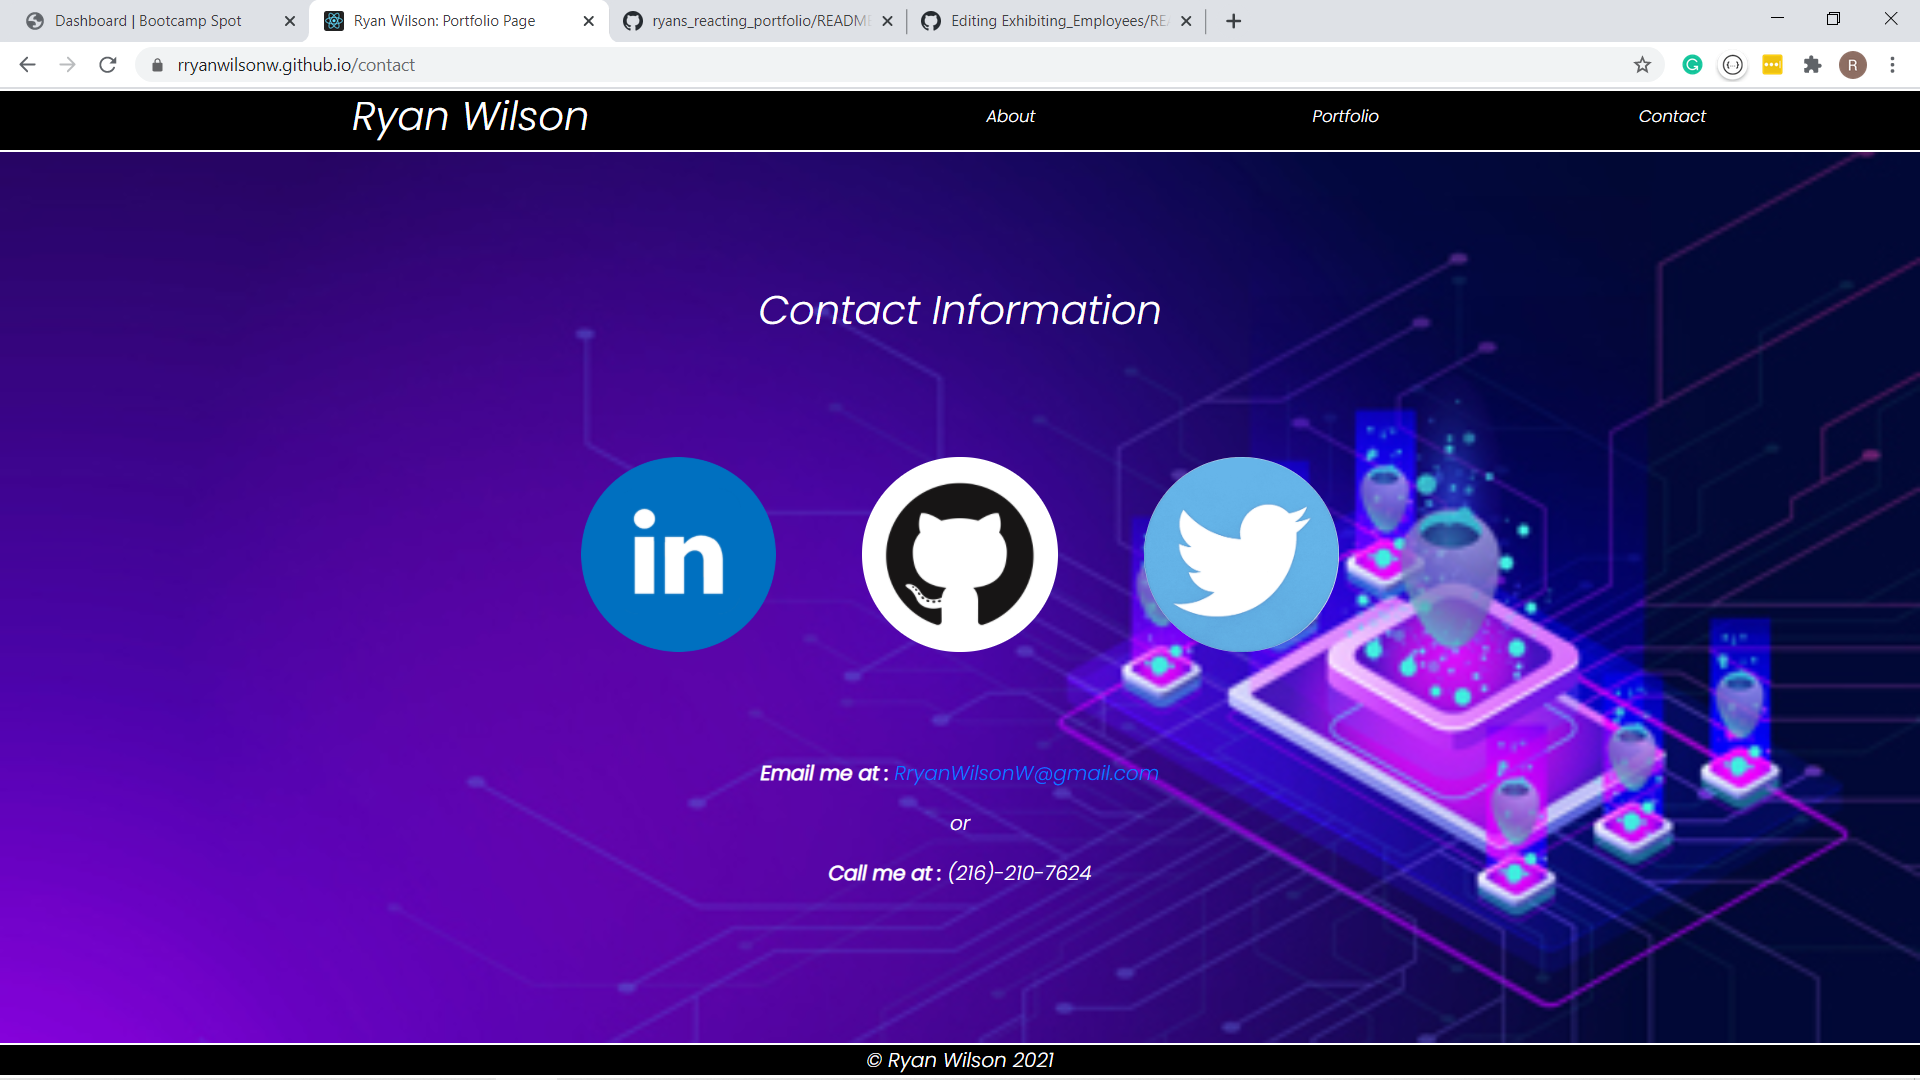 Dashboard | Bootcamp Spot
Ryan Wilson: Portfolio Page
ryans_reacting_portfolio/README
Editing Exhibiting_Employees/RE
rryanwilsonw.github.io/contact
R
Ryan Wilson
About
Portfolio
Contact
Contact Information
in
Email me at : RryanWilsonW@gmail.com
or
Call me at : (216)-210-7624
© Ryan Wilson 2021